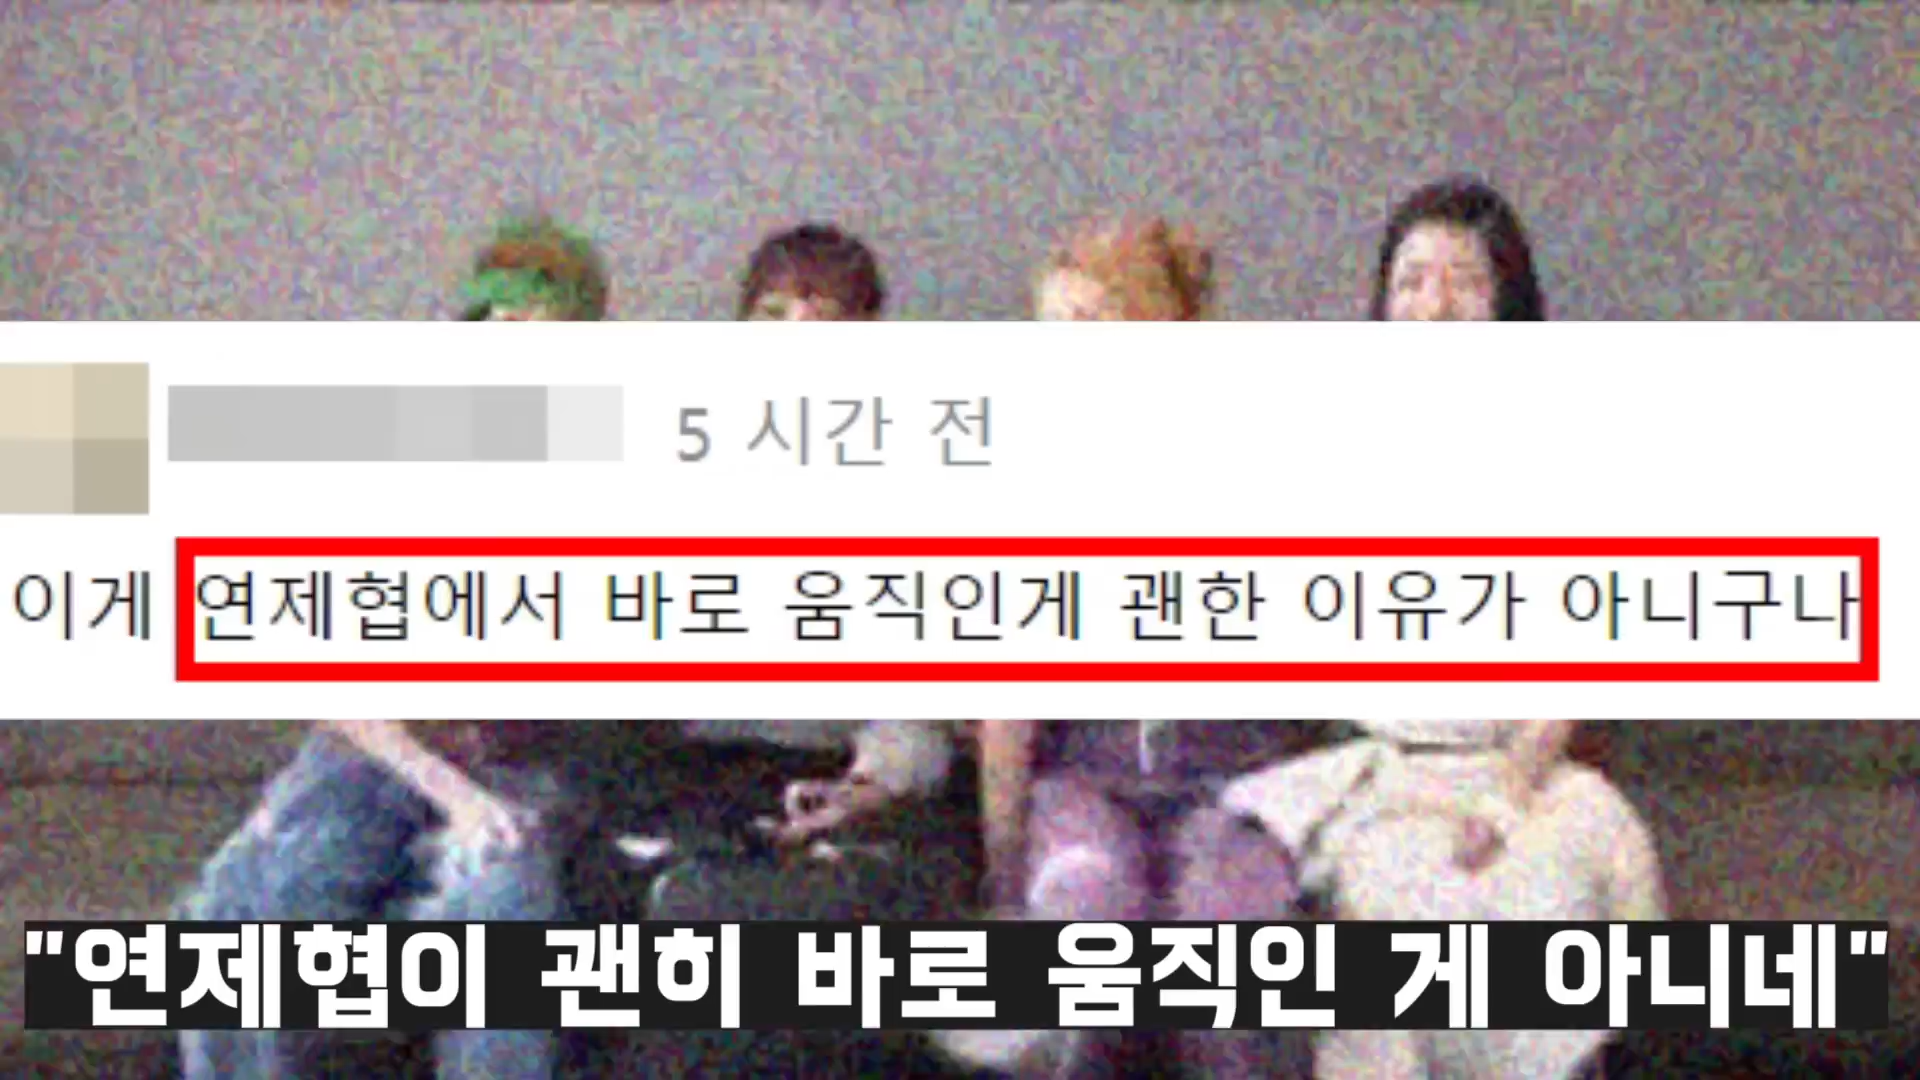 5 시간 전
이게 연제협에서 바로 움직인게 괜한 이유가 아니구나
"연제협이 괜히 바로 움직인 게 아니네"